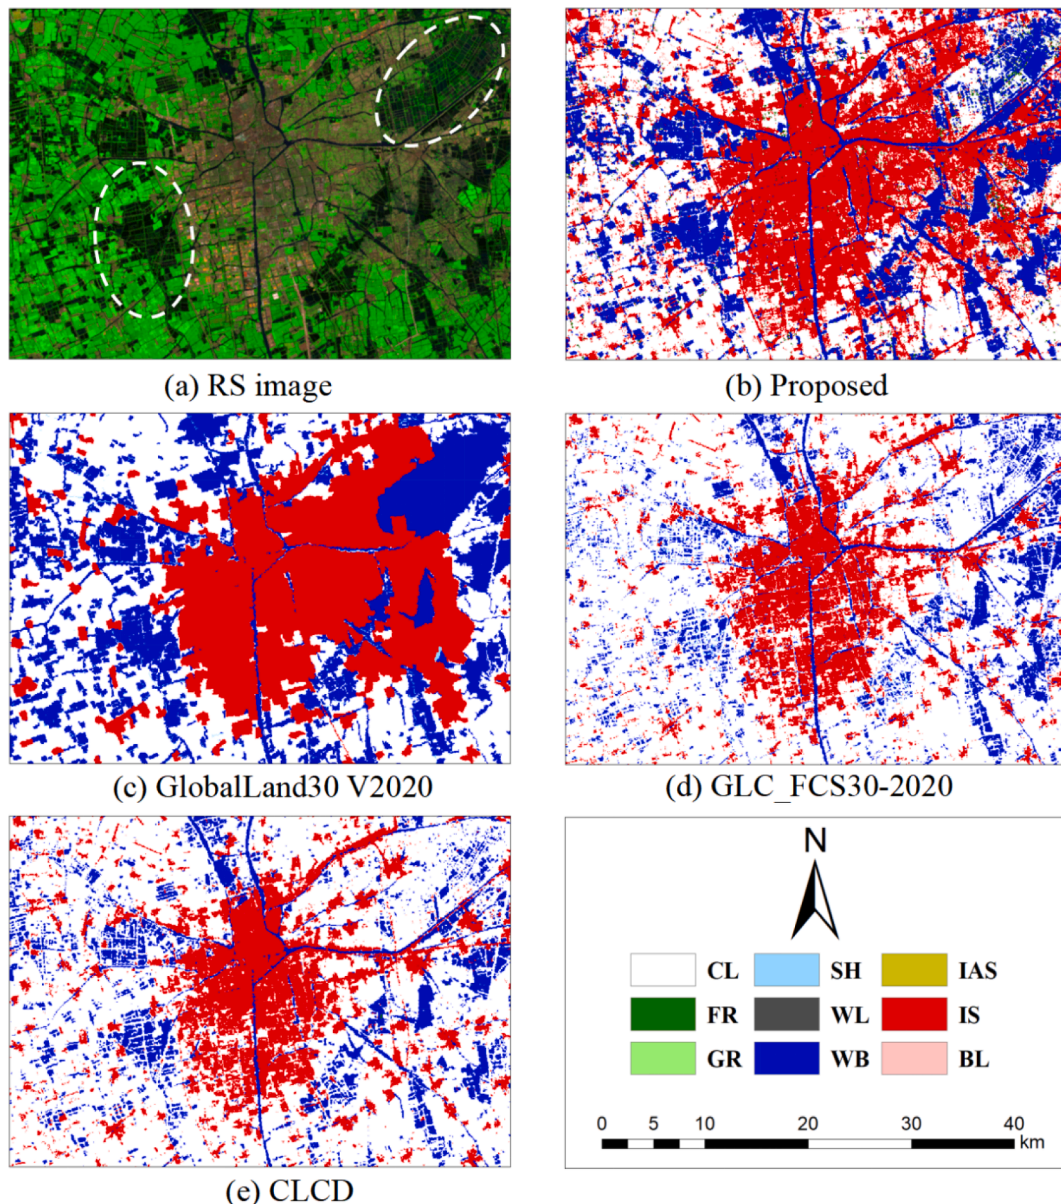 (a) RS image
(b) Proposed
(c) GlobalLand30 V2020
(d) GLC_FCS30-2020
(e) CLCD
N
CL SH IAS
FR WL IS
GR WB BL
0 5 10 20 30 40
km